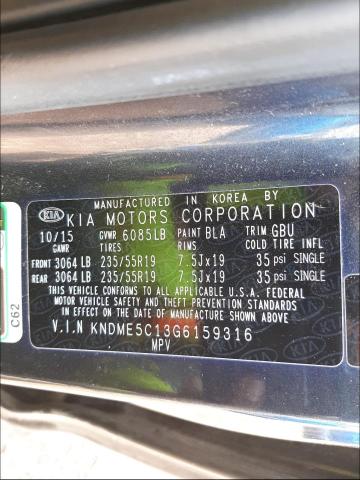 MANUFACTURED IN KOREA BY
KIA KIA MOTORS CORPORATION
10/15 GVWR 6085LB PAINT BLA TRIM GBU
GAWR TIRES RIMS COLD TIRE INFL
FRONT 3064 LB 235/55R19 7.5Jx19 35 psi SINGLE
REAR 3064 LB 235/55R19 7.5Jx19 35 psi SINGLE
THIS VEHICLE CONFORMS TO ALL APPLICABLE U.S.A. FEDERAL
MOTOR VEHICLE SAFETY, BUMPER, AND THEFT PREVENTION STANDARDS
IN EFFECT ON THE DATE OF MANUFACTURE SHOWN ABOVE
V.I.N KNDME5C13G6159316
MPV
C62